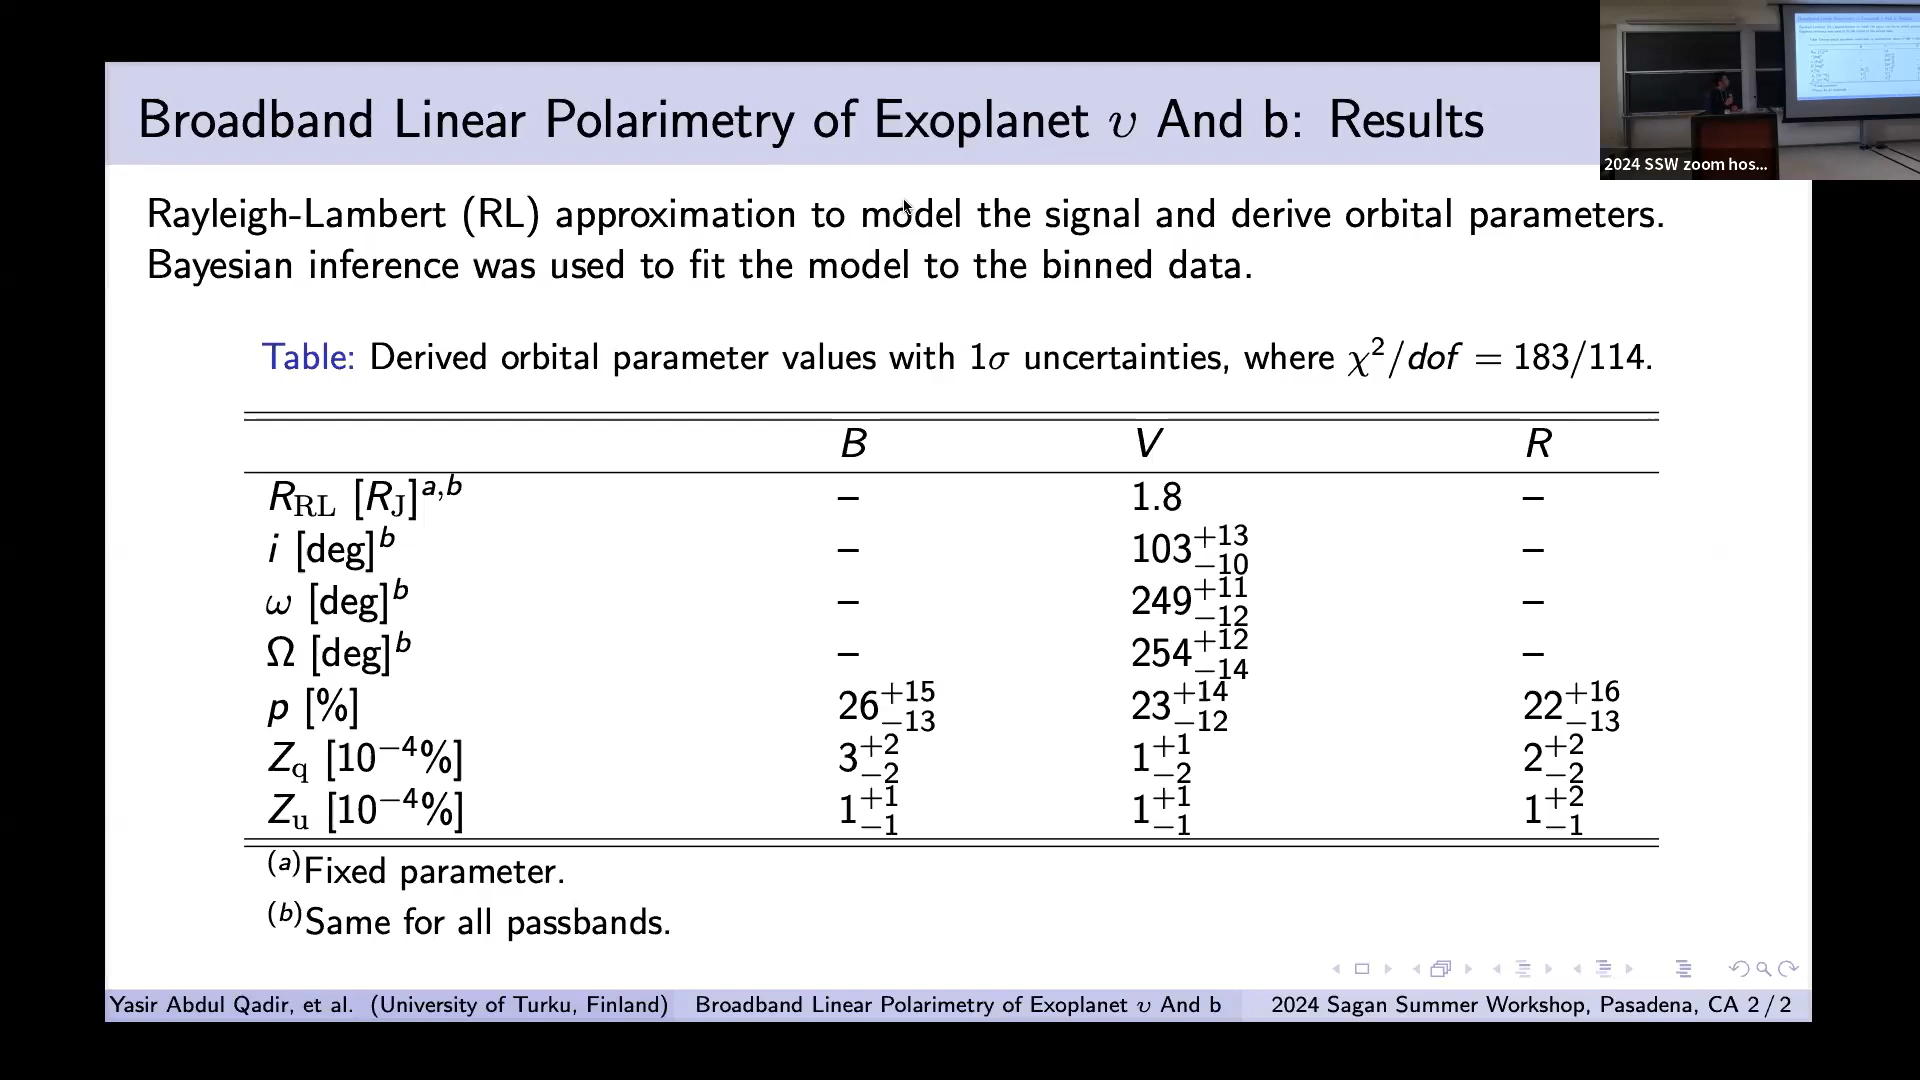 Broadband Linear Polarimetry of Exoplanet υ And b: Results
2024 SSW zoom hos...
Rayleigh-Lambert (RL) approximation to model the signal and derive orbital parameters.
Bayesian inference was used to fit the model to the binned data.
Table: Derived orbital parameter values with 1σ uncertainties, where χ²/dof = 183/114.
B V R
R_RL [R_J]^a,b – 1.8 –
i [deg]^b – 103 +13 −10 –
ω [deg]^b – 249 +11 −12 –
Ω [deg]^b – 254 +12 −14 –
p [%] 26 +15 −13 23 +14 −12 22 +16 −13
Z_q [10^−4%] 3 +2 −2 1 +1 −2 2 +2 −2
Z_u [10^−4%] 1 +1 −1 1 +1 −1 1 +2 −1
(a)Fixed parameter.
(b)Same for all passbands.
Yasir Abdul Qadir, et al. (University of Turku, Finland) Broadband Linear Polarimetry of Exoplanet υ And b 2024 Sagan Summer Workshop, Pasadena, CA 2 / 2